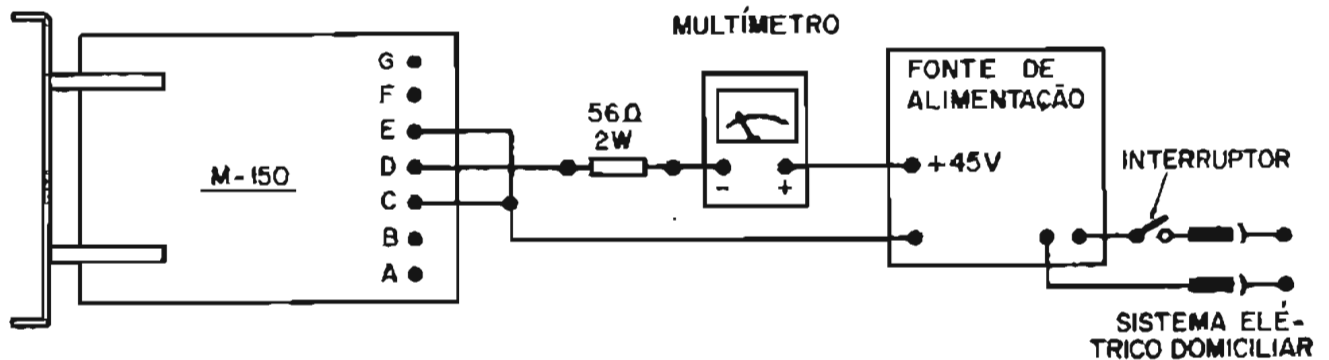 MULTÍMETRO
G
F
E
D
C
B
A
M-150
56Ω
2W
-
+
FONTE DE
ALIMENTAÇÃO
+45V
INTERRUPTOR
SISTEMA ELÉ-
TRICO DOMICILIAR